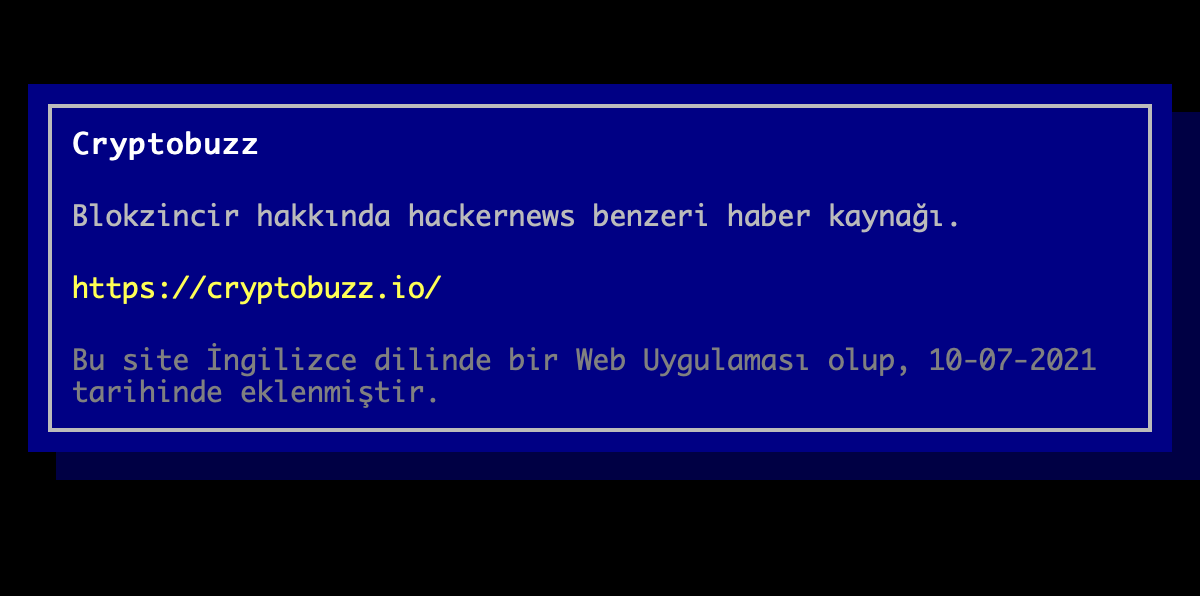 Cryptobuzz
Blokzincir hakkında hackernews benzeri haber kaynağı.
https://cryptobuzz.io/
Bu site İngilizce dilinde bir Web Uygulaması olup, 10-07-2021
tarihinde eklenmiştir.